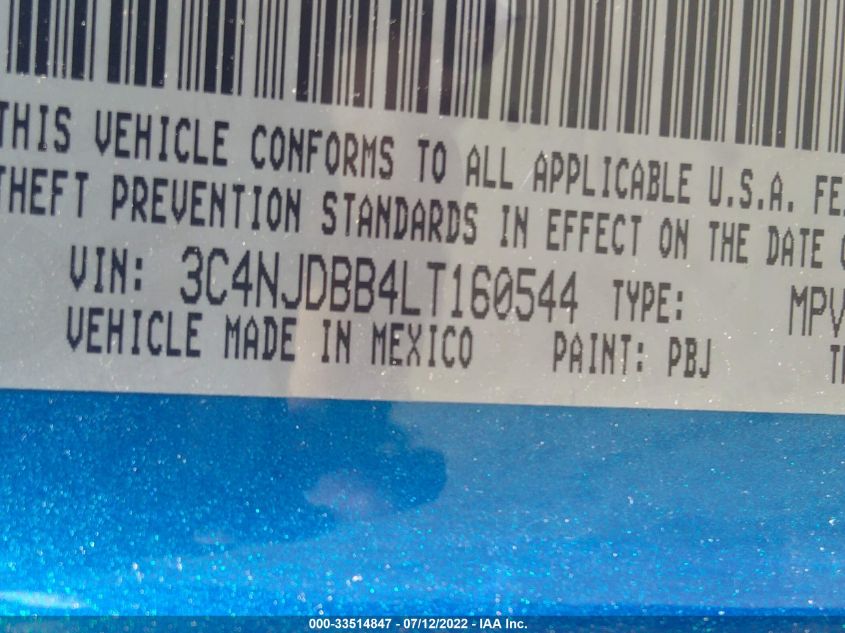 THIS VEHICLE CONFORMS TO ALL APPLICABLE U.S.A.
THEFT PREVENTION STANDARDS IN EFFECT ON THE DATE
VIN: 3C4NJDBB4LT160544 TYPE: MPV
VEHICLE MADE IN MEXICO PAINT: PBJ
000-33514847 - 07/12/2022 - IAA Inc.